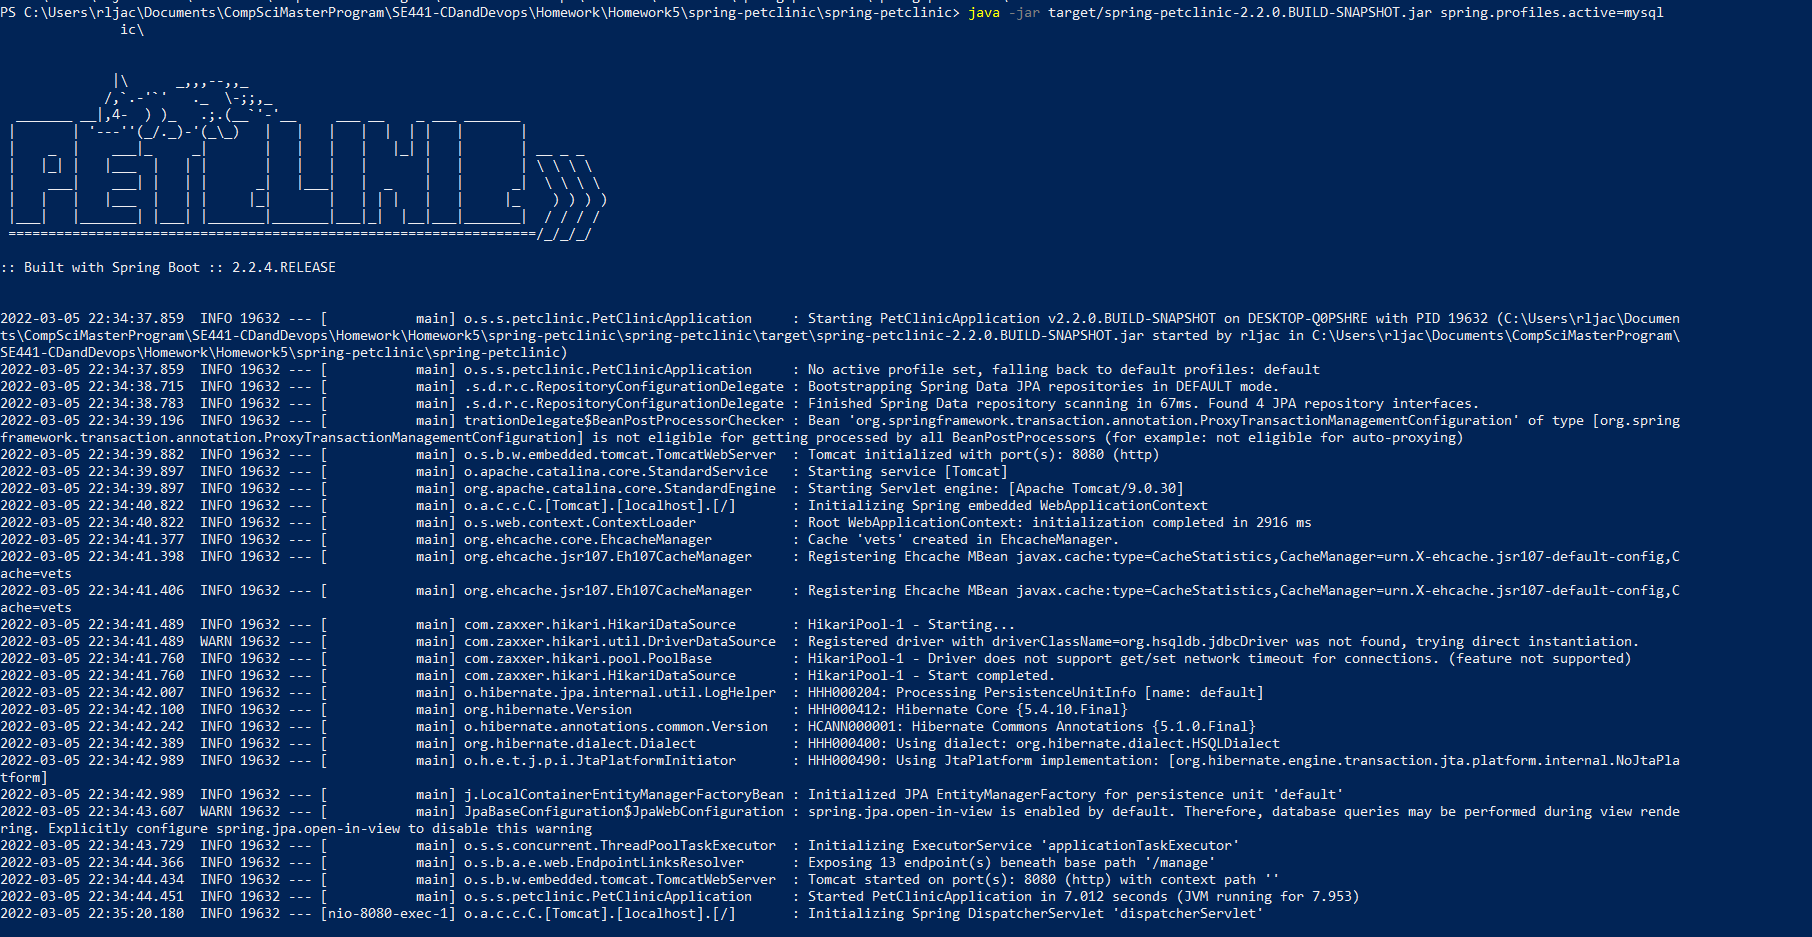 PS C:\Users\rljac\Documents\CompSciMasterProgram\SE441-CDandDevops\Homework\Homework5\spring-petclinic\spring-petclinic> java -jar target/spring-petclinic-2.2.0.BUILD-SNAPSHOT.jar spring.profiles.active=mysql
               ic\


              |\      _,,,--,,_
             /,`.-'`'   ._  \-;;,_
  _______ __|,4-  ) )_   .;.(__`'-'__     ___ __    _ ___ _______
 |       | '---''(_/._)-'(_\_)   |   |   |   |  |  | |   |       |
 |    _  |    ___|_     _|       |   |   |   |   |_| |   |       | __ _ _
 |   |_| |   |___  |   | |       |   |   |   |       |   |       | \ \ \ \
 |    ___|    ___| |   | |      _|   |___|   |  _    |   |      _|  \ \ \ \
 |   |   |   |___  |   | |     |_|       |   | | |   |   |     |_    ) ) ) )
 |___|   |_______| |___| |_______|_______|___|_|  |__|___|_______|  / / / /
 ==================================================================/_/_/_/

:: Built with Spring Boot :: 2.2.4.RELEASE


2022-03-05 22:34:37.859  INFO 19632 --- [           main] o.s.s.petclinic.PetClinicApplication     : Starting PetClinicApplication v2.2.0.BUILD-SNAPSHOT on DESKTOP-Q0PSHRE with PID 19632 (C:\Users\rljac\Documen
ts\CompSciMasterProgram\SE441-CDandDevops\Homework\Homework5\spring-petclinic\spring-petclinic\target\spring-petclinic-2.2.0.BUILD-SNAPSHOT.jar started by rljac in C:\Users\rljac\Documents\CompSciMasterProgram\
SE441-CDandDevops\Homework\Homework5\spring-petclinic\spring-petclinic)
2022-03-05 22:34:37.859  INFO 19632 --- [           main] o.s.s.petclinic.PetClinicApplication     : No active profile set, falling back to default profiles: default
2022-03-05 22:34:38.715  INFO 19632 --- [           main] .s.d.r.c.RepositoryConfigurationDelegate : Bootstrapping Spring Data JPA repositories in DEFAULT mode.
2022-03-05 22:34:38.783  INFO 19632 --- [           main] .s.d.r.c.RepositoryConfigurationDelegate : Finished Spring Data repository scanning in 67ms. Found 4 JPA repository interfaces.
2022-03-05 22:34:39.196  INFO 19632 --- [           main] trationDelegate$BeanPostProcessorChecker : Bean 'org.springframework.transaction.annotation.ProxyTransactionManagementConfiguration' of type [org.spring
framework.transaction.annotation.ProxyTransactionManagementConfiguration] is not eligible for getting processed by all BeanPostProcessors (for example: not eligible for auto-proxying)
2022-03-05 22:34:39.882  INFO 19632 --- [           main] o.s.b.w.embedded.tomcat.TomcatWebServer  : Tomcat initialized with port(s): 8080 (http)
2022-03-05 22:34:39.897  INFO 19632 --- [           main] o.apache.catalina.core.StandardService   : Starting service [Tomcat]
2022-03-05 22:34:39.897  INFO 19632 --- [           main] org.apache.catalina.core.StandardEngine  : Starting Servlet engine: [Apache Tomcat/9.0.30]
2022-03-05 22:34:40.822  INFO 19632 --- [           main] o.a.c.c.C.[Tomcat].[localhost].[/]       : Initializing Spring embedded WebApplicationContext
2022-03-05 22:34:40.822  INFO 19632 --- [           main] o.s.web.context.ContextLoader            : Root WebApplicationContext: initialization completed in 2916 ms
2022-03-05 22:34:41.377  INFO 19632 --- [           main] org.ehcache.core.EhcacheManager          : Cache 'vets' created in EhcacheManager.
2022-03-05 22:34:41.398  INFO 19632 --- [           main] org.ehcache.jsr107.Eh107CacheManager     : Registering Ehcache MBean javax.cache:type=CacheStatistics,CacheManager=urn.X-ehcache.jsr107-default-config,C
ache=vets
2022-03-05 22:34:41.406  INFO 19632 --- [           main] org.ehcache.jsr107.Eh107CacheManager     : Registering Ehcache MBean javax.cache:type=CacheStatistics,CacheManager=urn.X-ehcache.jsr107-default-config,C
ache=vets
2022-03-05 22:34:41.489  INFO 19632 --- [           main] com.zaxxer.hikari.HikariDataSource       : HikariPool-1 - Starting...
2022-03-05 22:34:41.489  WARN 19632 --- [           main] com.zaxxer.hikari.util.DriverDataSource  : Registered driver with driverClassName=org.hsqldb.jdbcDriver was not found, trying direct instantiation.
2022-03-05 22:34:41.760  INFO 19632 --- [           main] com.zaxxer.hikari.pool.PoolBase          : HikariPool-1 - Driver does not support get/set network timeout for connections. (feature not supported)
2022-03-05 22:34:41.760  INFO 19632 --- [           main] com.zaxxer.hikari.HikariDataSource       : HikariPool-1 - Start completed.
2022-03-05 22:34:42.007  INFO 19632 --- [           main] o.hibernate.jpa.internal.util.LogHelper  : HHH000204: Processing PersistenceUnitInfo [name: default]
2022-03-05 22:34:42.100  INFO 19632 --- [           main] org.hibernate.Version                    : HHH000412: Hibernate Core {5.4.10.Final}
2022-03-05 22:34:42.242  INFO 19632 --- [           main] o.hibernate.annotations.common.Version   : HCANN000001: Hibernate Commons Annotations {5.1.0.Final}
2022-03-05 22:34:42.389  INFO 19632 --- [           main] org.hibernate.dialect.Dialect            : HHH000400: Using dialect: org.hibernate.dialect.HSQLDialect
2022-03-05 22:34:42.989  INFO 19632 --- [           main] o.h.e.t.j.p.i.JtaPlatformInitiator       : HHH000490: Using JtaPlatform implementation: [org.hibernate.engine.transaction.jta.platform.internal.NoJtaPla
tform]
2022-03-05 22:34:42.989  INFO 19632 --- [           main] j.LocalContainerEntityManagerFactoryBean : Initialized JPA EntityManagerFactory for persistence unit 'default'
2022-03-05 22:34:43.607  WARN 19632 --- [           main] JpaBaseConfiguration$JpaWebConfiguration : spring.jpa.open-in-view is enabled by default. Therefore, database queries may be performed during view rende
ring. Explicitly configure spring.jpa.open-in-view to disable this warning
2022-03-05 22:34:43.729  INFO 19632 --- [           main] o.s.s.concurrent.ThreadPoolTaskExecutor  : Initializing ExecutorService 'applicationTaskExecutor'
2022-03-05 22:34:44.366  INFO 19632 --- [           main] o.s.b.a.e.web.EndpointLinksResolver      : Exposing 13 endpoint(s) beneath base path '/manage'
2022-03-05 22:34:44.434  INFO 19632 --- [           main] o.s.b.w.embedded.tomcat.TomcatWebServer  : Tomcat started on port(s): 8080 (http) with context path ''
2022-03-05 22:34:44.451  INFO 19632 --- [           main] o.s.s.petclinic.PetClinicApplication     : Started PetClinicApplication in 7.012 seconds (JVM running for 7.953)
2022-03-05 22:35:20.180  INFO 19632 --- [nio-8080-exec-1] o.a.c.c.C.[Tomcat].[localhost].[/]       : Initializing Spring DispatcherServlet 'dispatcherServlet'